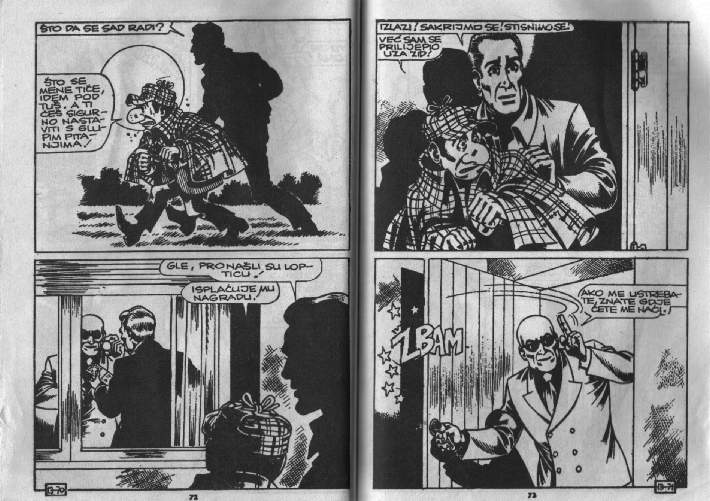 ŠTO DA SE SAD RADI?
ŠTO SE
MENE TIČE,
IDEM POD
TUŠ. A TI
ĆEŠ SIGUR-
NO NASTA-
VITI S GLU-
PIM PITA-
NJIMA!
GLE, PRONAŠLI SU LOP-
TICU!
ISPLAĆUJE MU
NAGRADU!
72
IZLAZI! SAKRIJMO SE! STISNIMO SE!
VEĆ SAM SE
PRILIJEPIO
UZA ZID!
ŽBAM
AKO ME USTREBA-
TE, ZNATE GDJE
ĆETE ME NAĆI.
73